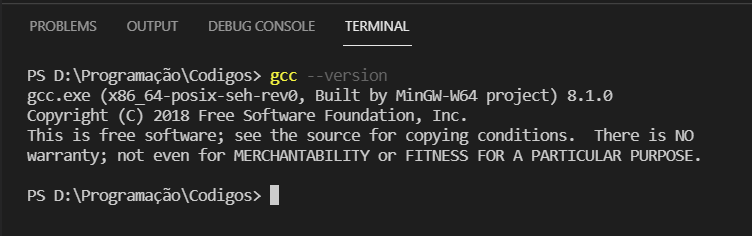 PROBLEMS OUTPUT DEBUG CONSOLE TERMINAL
PS D:\Programação\Codigos> gcc --version
gcc.exe (x86_64-posix-seh-rev0, Built by MinGW-W64 project) 8.1.0
Copyright (C) 2018 Free Software Foundation, Inc.
This is free software; see the source for copying conditions.  There is NO
warranty; not even for MERCHANTABILITY or FITNESS FOR A PARTICULAR PURPOSE.
PS D:\Programação\Codigos>